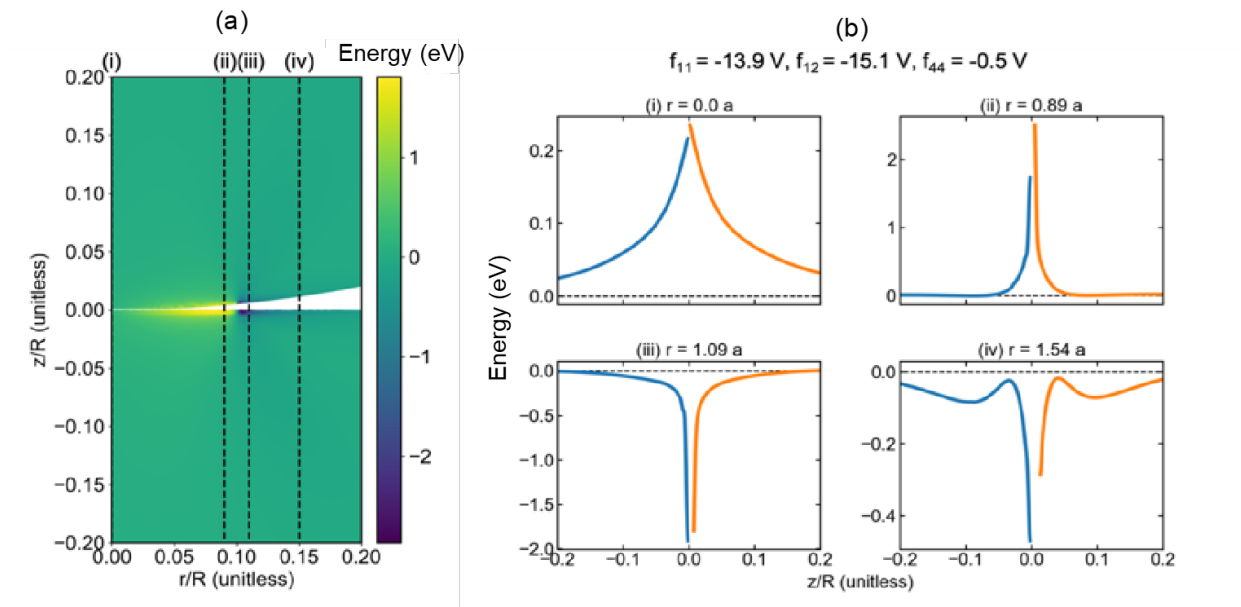 (a)
(i) (ii) (iii) (iv) Energy (eV)
0.20
0.15
0.10
0.05
0.00
−0.05
−0.10
−0.15
−0.20
z/R (unitless)
0.00 0.05 0.10 0.15 0.20
r/R (unitless)
1
0
−1
−2
(b)
f11 = -13.9 V, f12 = -15.1 V, f44 = -0.5 V
Energy (eV)
(i) r = 0.0 a
0.2
0.1
0.0
(ii) r = 0.89 a
2
1
0
(iii) r = 1.09 a
0.0
−0.5
−1.0
−1.5
−2.0
−0.2 −0.1 0.0 0.1 0.2
(iv) r = 1.54 a
0.0
−0.2
−0.4
−0.2 −0.1 0.0 0.1 0.2
z/R (unitless)